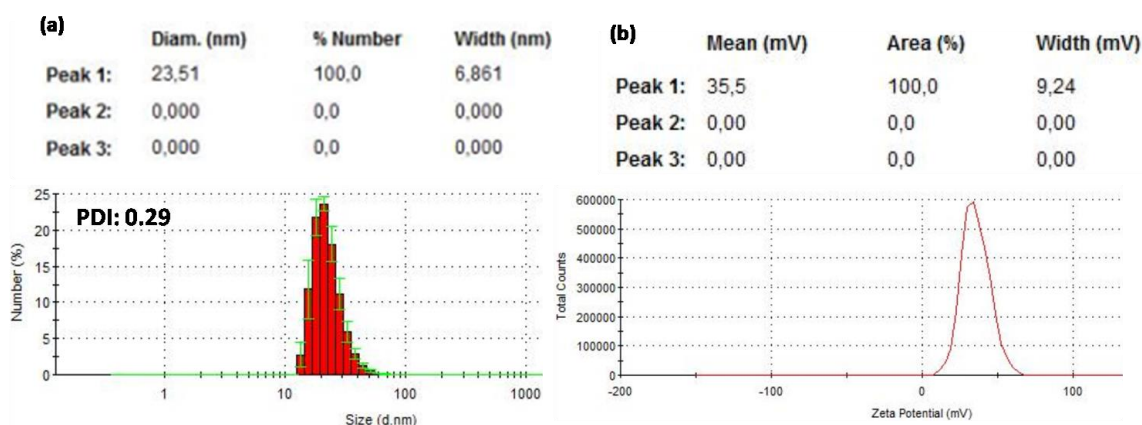 (a)
Diam. (nm) % Number Width (nm)
Peak 1: 23,51 100,0 6,861
Peak 2: 0,000 0,0 0,000
Peak 3: 0,000 0,0 0,000
PDI: 0.29
25
20
15
10
5
0
Number (%)
1 10 100 1000
Size (d.nm)
(b)
Mean (mV) Area (%) Width (mV)
Peak 1: 35,5 100,0 9,24
Peak 2: 0,00 0,0 0,00
Peak 3: 0,00 0,0 0,00
600000
500000
400000
300000
200000
100000
0
Total Counts
-200 -100 0 100
Zeta Potential (mV)